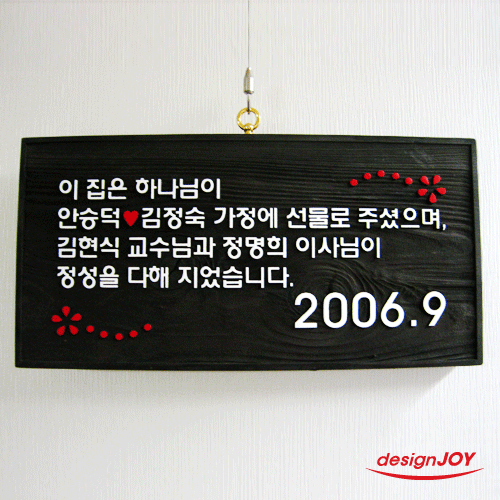 이 집은 하나님이
안승덕♥김정숙 가정에 선물로 주셨으며,
김현식 교수님과 정명희 이사님이
정성을 다해 지었습니다.
2006.9
designJOY